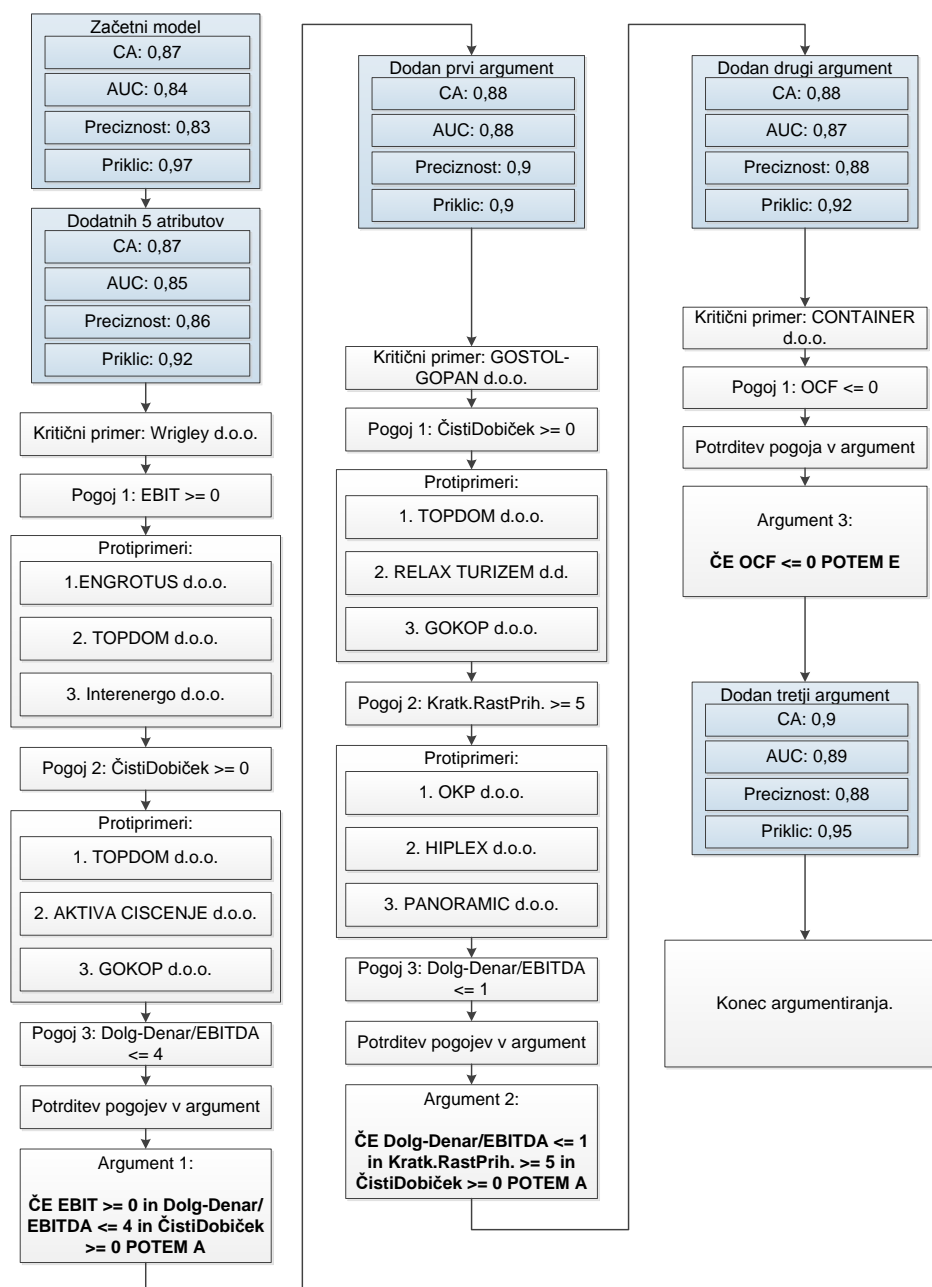 Začetni model
CA: 0,87
AUC: 0,84
Preciznost: 0,83
Priklic: 0,97
Dodatnih 5 atributov
CA: 0,87
AUC: 0,85
Preciznost: 0,86
Priklic: 0,92
Kritični primer: Wrigley d.o.o.
Pogoj 1: EBIT >= 0
Protiprimeri:
1.ENGROTUS d.o.o.
2. TOPDOM d.o.o.
3. Interenergo d.o.o.
Pogoj 2: ČistiDobiček >= 0
Protiprimeri:
1. TOPDOM d.o.o.
2. AKTIVA CISCENJE d.o.o.
3. GOKOP d.o.o.
Pogoj 3: Dolg-Denar/EBITDA
<= 4
Potrditev pogojev v argument
Argument 1:
ČE EBIT >= 0 in Dolg-Denar/
EBITDA <= 4 in ČistiDobiček
>= 0 POTEM A
Dodan prvi argument
CA: 0,88
AUC: 0,88
Preciznost: 0,9
Priklic: 0,9
Kritični primer: GOSTOL-
GOPAN d.o.o.
Pogoj 1: ČistiDobiček >= 0
Protiprimeri:
1. TOPDOM d.o.o.
2. RELAX TURIZEM d.d.
3. GOKOP d.o.o.
Pogoj 2: Kratk.RastPrih. >= 5
Protiprimeri:
1. OKP d.o.o.
2. HIPLEX d.o.o.
3. PANORAMIC d.o.o.
Pogoj 3: Dolg-Denar/EBITDA
<= 1
Potrditev pogojev v argument
Argument 2:
ČE Dolg-Denar/EBITDA <= 1
in Kratk.RastPrih. >= 5 in
ČistiDobiček >= 0 POTEM A
Dodan drugi argument
CA: 0,88
AUC: 0,87
Preciznost: 0,88
Priklic: 0,92
Kritični primer: CONTAINER
d.o.o.
Pogoj 1: OCF <= 0
Potrditev pogoja v argument
Argument 3:
ČE OCF <= 0 POTEM E
Dodan tretji argument
CA: 0,9
AUC: 0,89
Preciznost: 0,88
Priklic: 0,95
Konec argumentiranja.